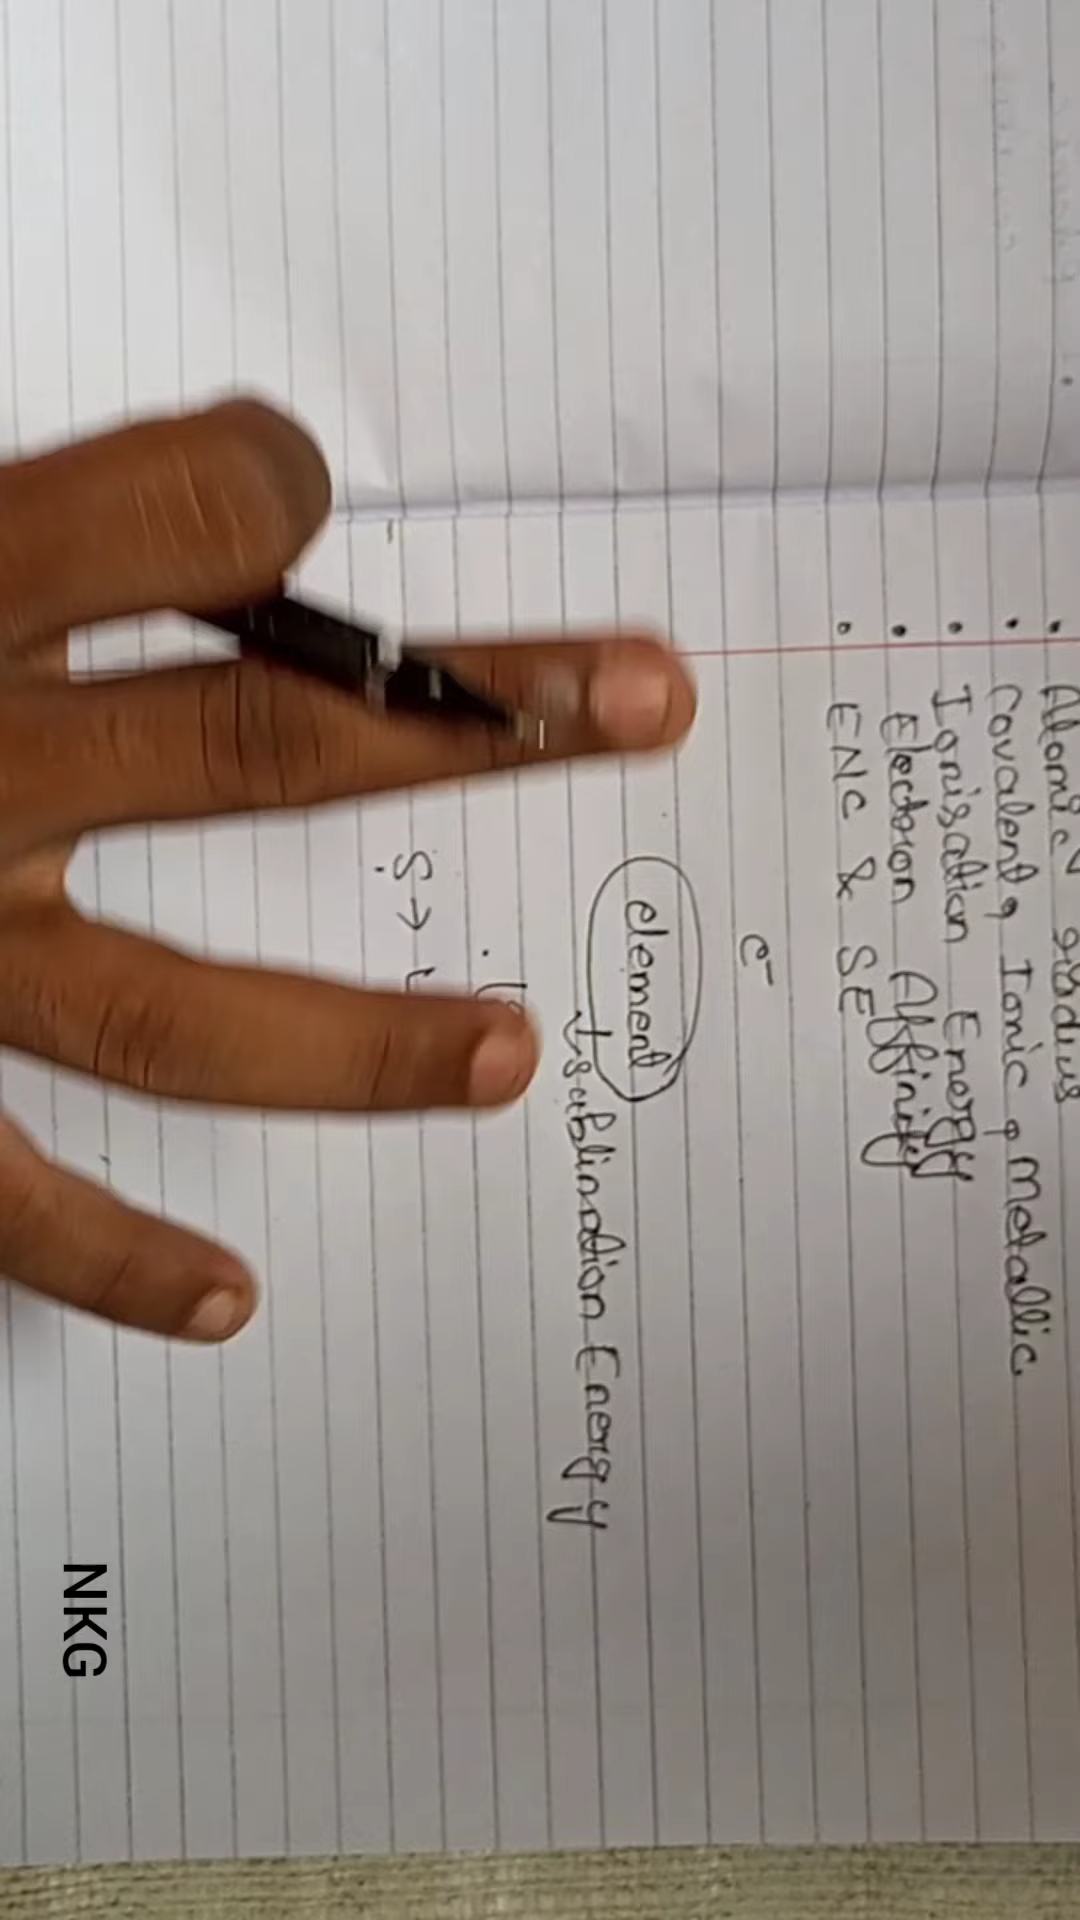 • Atomic radius
• Covalent, Ionic, Metallic.
• Ionisation Energy
• Electron Affinity
• ENC & SE
e⁻
element
↳ sublimation Energy
S →
NKG